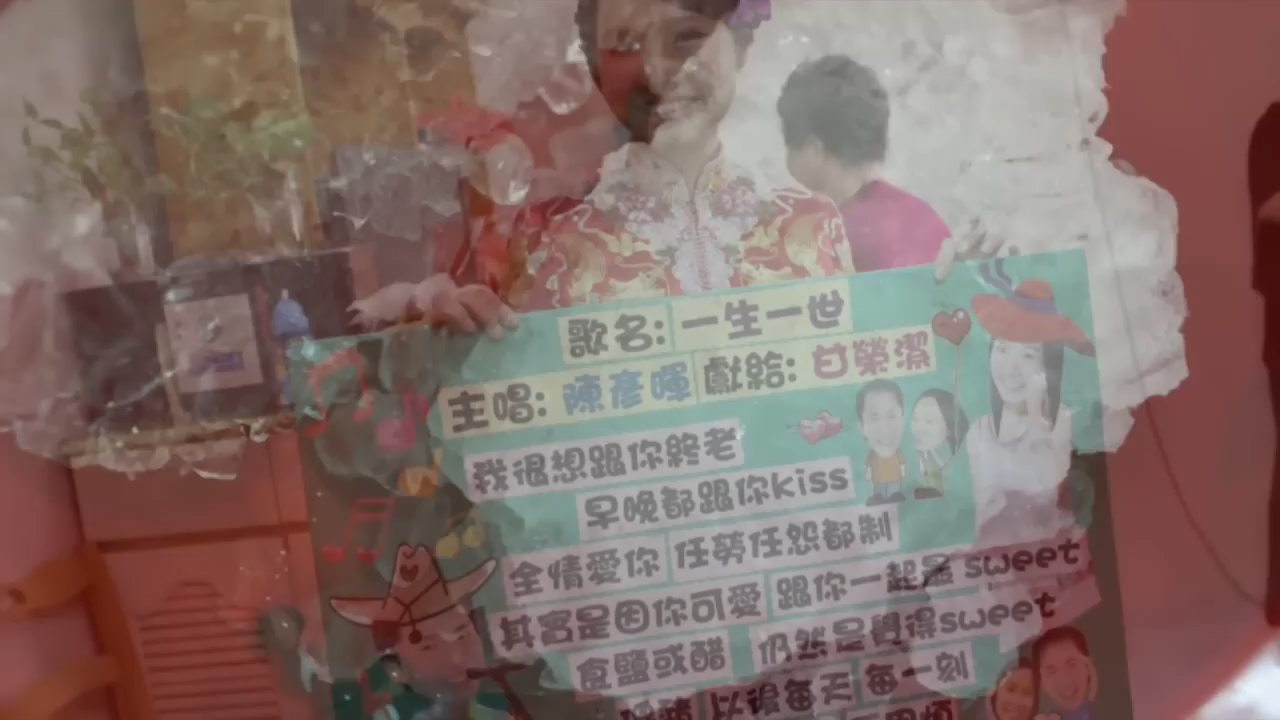 歌名: 一生一世
主唱: 陳彥暉 獻給: 甘榮潔
我很想跟你終老
早晚都跟你kiss
全情愛你 任勞任怨都制
其實是因你可愛 跟你一起最sweet
食鹽或醋 仍然是覺得sweet
以後每天 每一刻